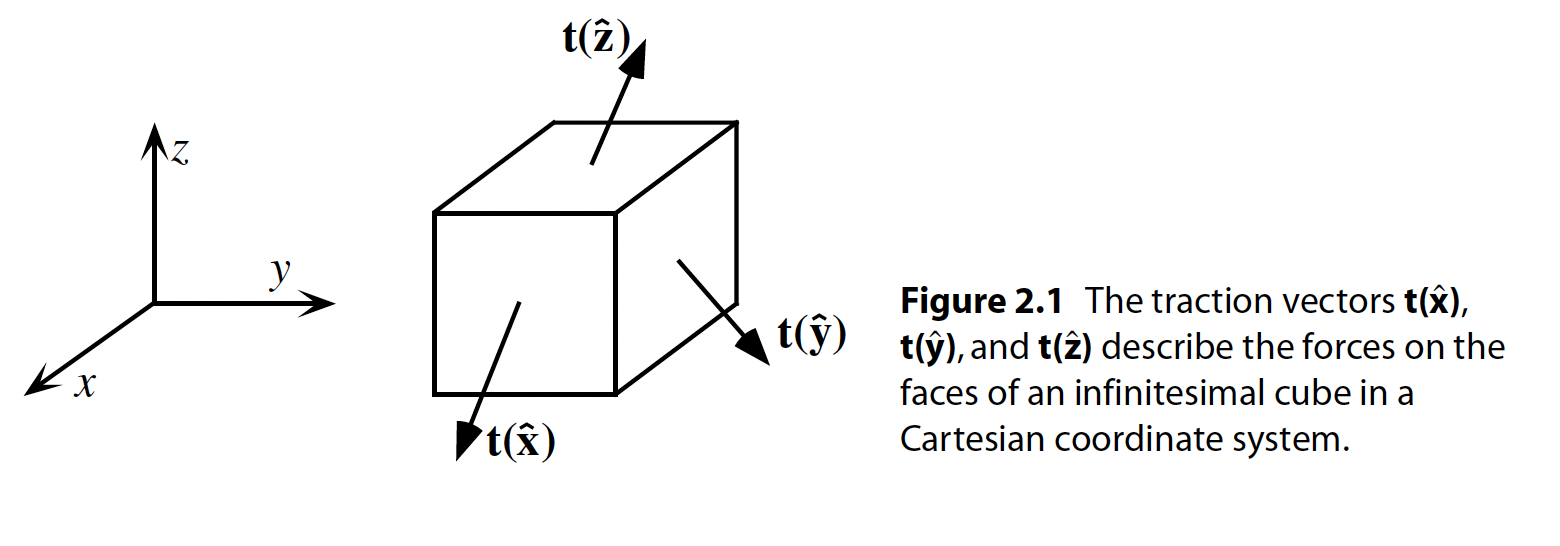 t(ẑ)
z
y
x
t(ŷ)
t(x̂)
Figure 2.1 The traction vectors t(x̂),
t(ŷ), and t(ẑ) describe the forces on the
faces of an infinitesimal cube in a
Cartesian coordinate system.